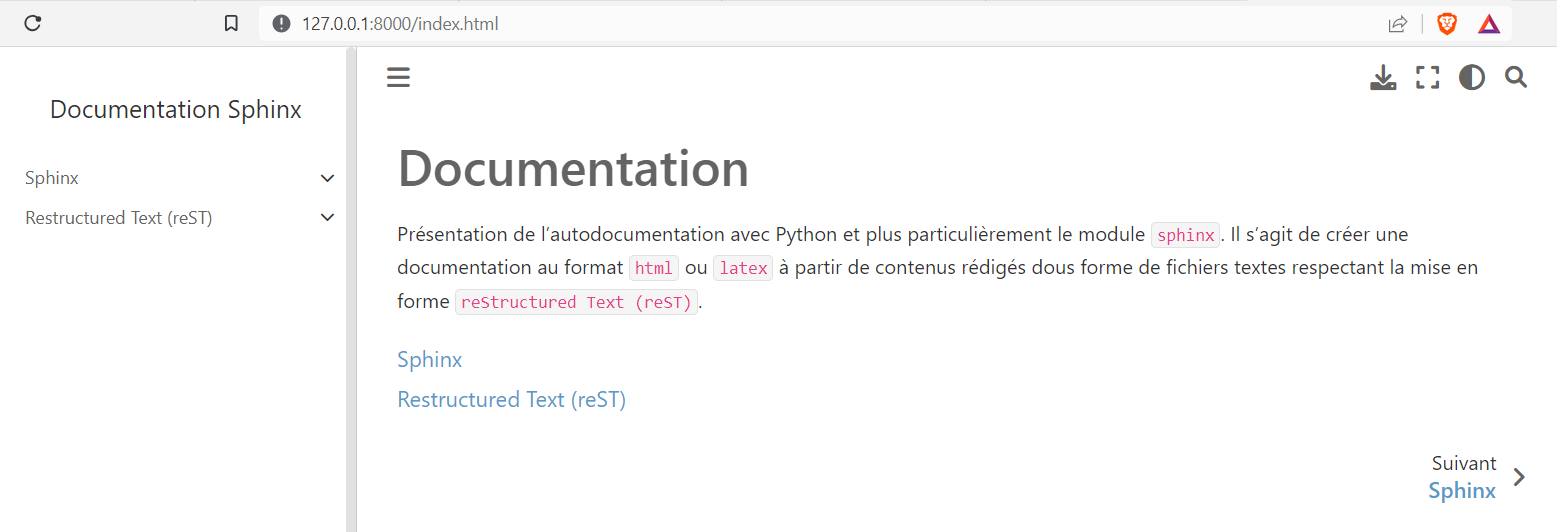 127.0.0.1:8000/index.html
Documentation Sphinx
Sphinx
Restructured Text (reST)
Documentation
Présentation de l’autodocumentation avec Python et plus particulièrement le module sphinx. Il s’agit de créer une
documentation au format html ou latex à partir de contenus rédigés dous forme de fichiers textes respectant la mise en
forme reStructured Text (reST).
Sphinx
Restructured Text (reST)
Suivant
Sphinx